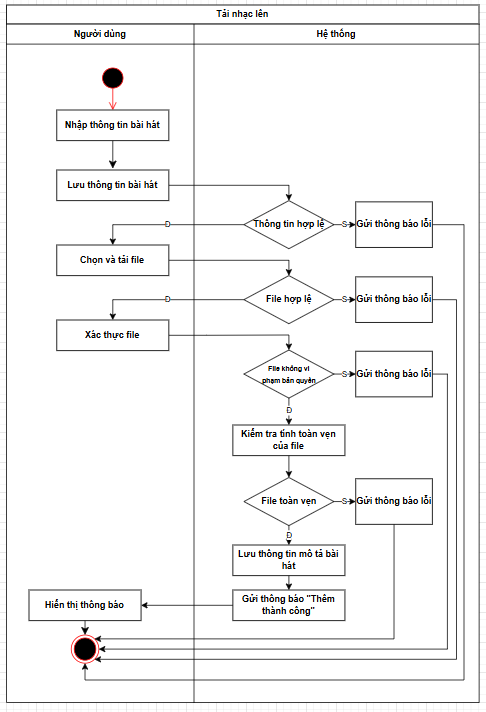 Tải nhạc lên
Người dùng
Hệ thống
Nhập thông tin bài hát
Lưu thông tin bài hát
Thông tin hợp lệ
S
Gửi thông báo lỗi
Đ
Chọn và tải file
File hợp lệ
S
Gửi thông báo lỗi
Đ
Xác thực file
File không vi
phạm bản quyền
S
Gửi thông báo lỗi
Đ
Kiểm tra tính toàn vẹn
của file
File toàn vẹn
S
Gửi thông báo lỗi
Đ
Lưu thông tin mô tả bài
hát
Hiển thị thông báo
Gửi thông báo "Thêm
thành công"